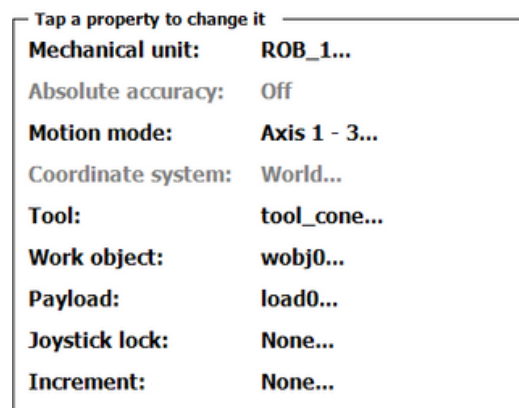 Tap a property to change it
Mechanical unit: ROB_1...
Absolute accuracy: Off
Motion mode: Axis 1 - 3...
Coordinate system: World...
Tool: tool_cone...
Work object: wobj0...
Payload: load0...
Joystick lock: None...
Increment: None...